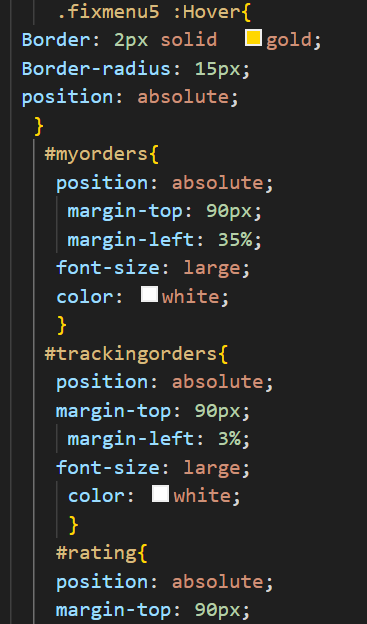 .fixmenu5 :Hover{
Border: 2px solid gold;
Border-radius: 15px;
position: absolute;
}
#myorders{
position: absolute;
margin-top: 90px;
margin-left: 35%;
font-size: large;
color: white;
}
#trackingorders{
position: absolute;
margin-top: 90px;
margin-left: 3%;
font-size: large;
color: white;
}
#rating{
position: absolute;
margin-top: 90px;